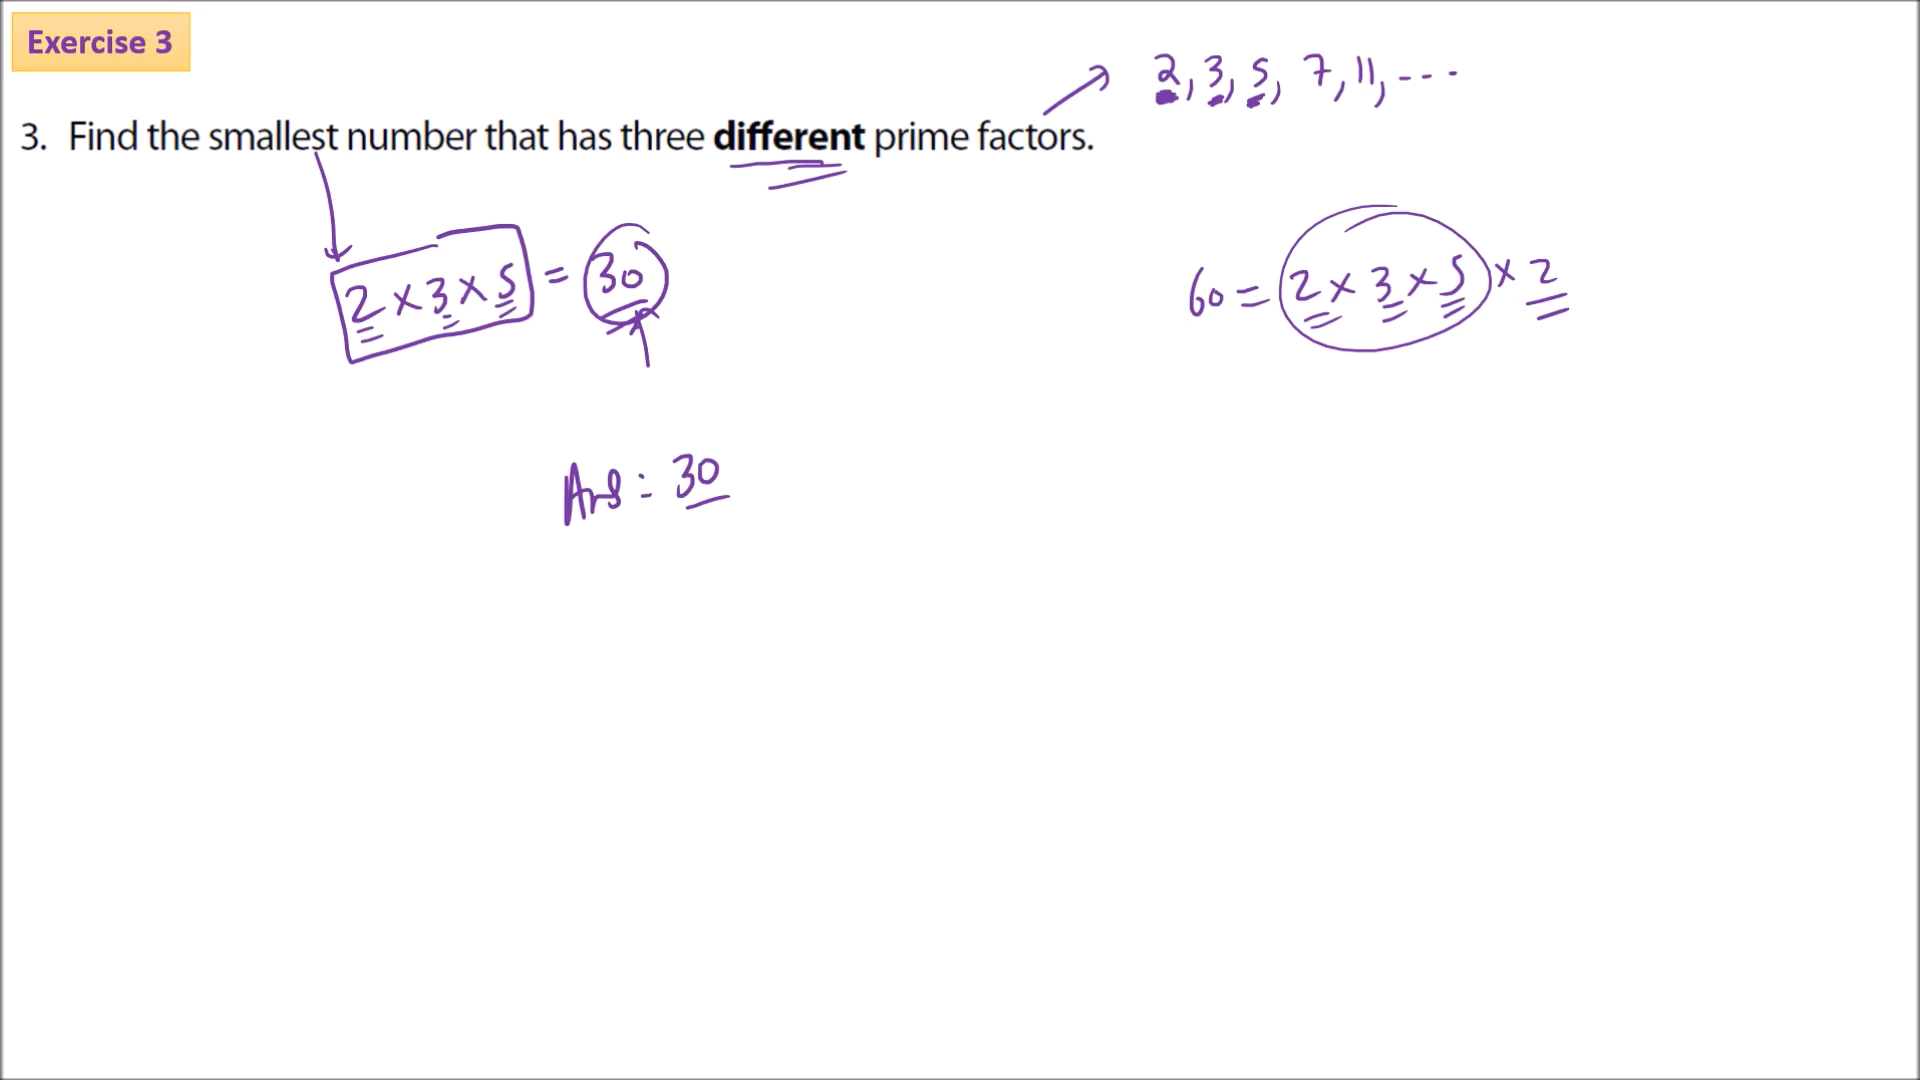 Exercise 3
2, 3, 5, 7, 11, ---
3. Find the smallest number that has three different prime factors.
2 × 3 × 5 = 30
60 = 2 × 3 × 5 × 2
Ans: 30